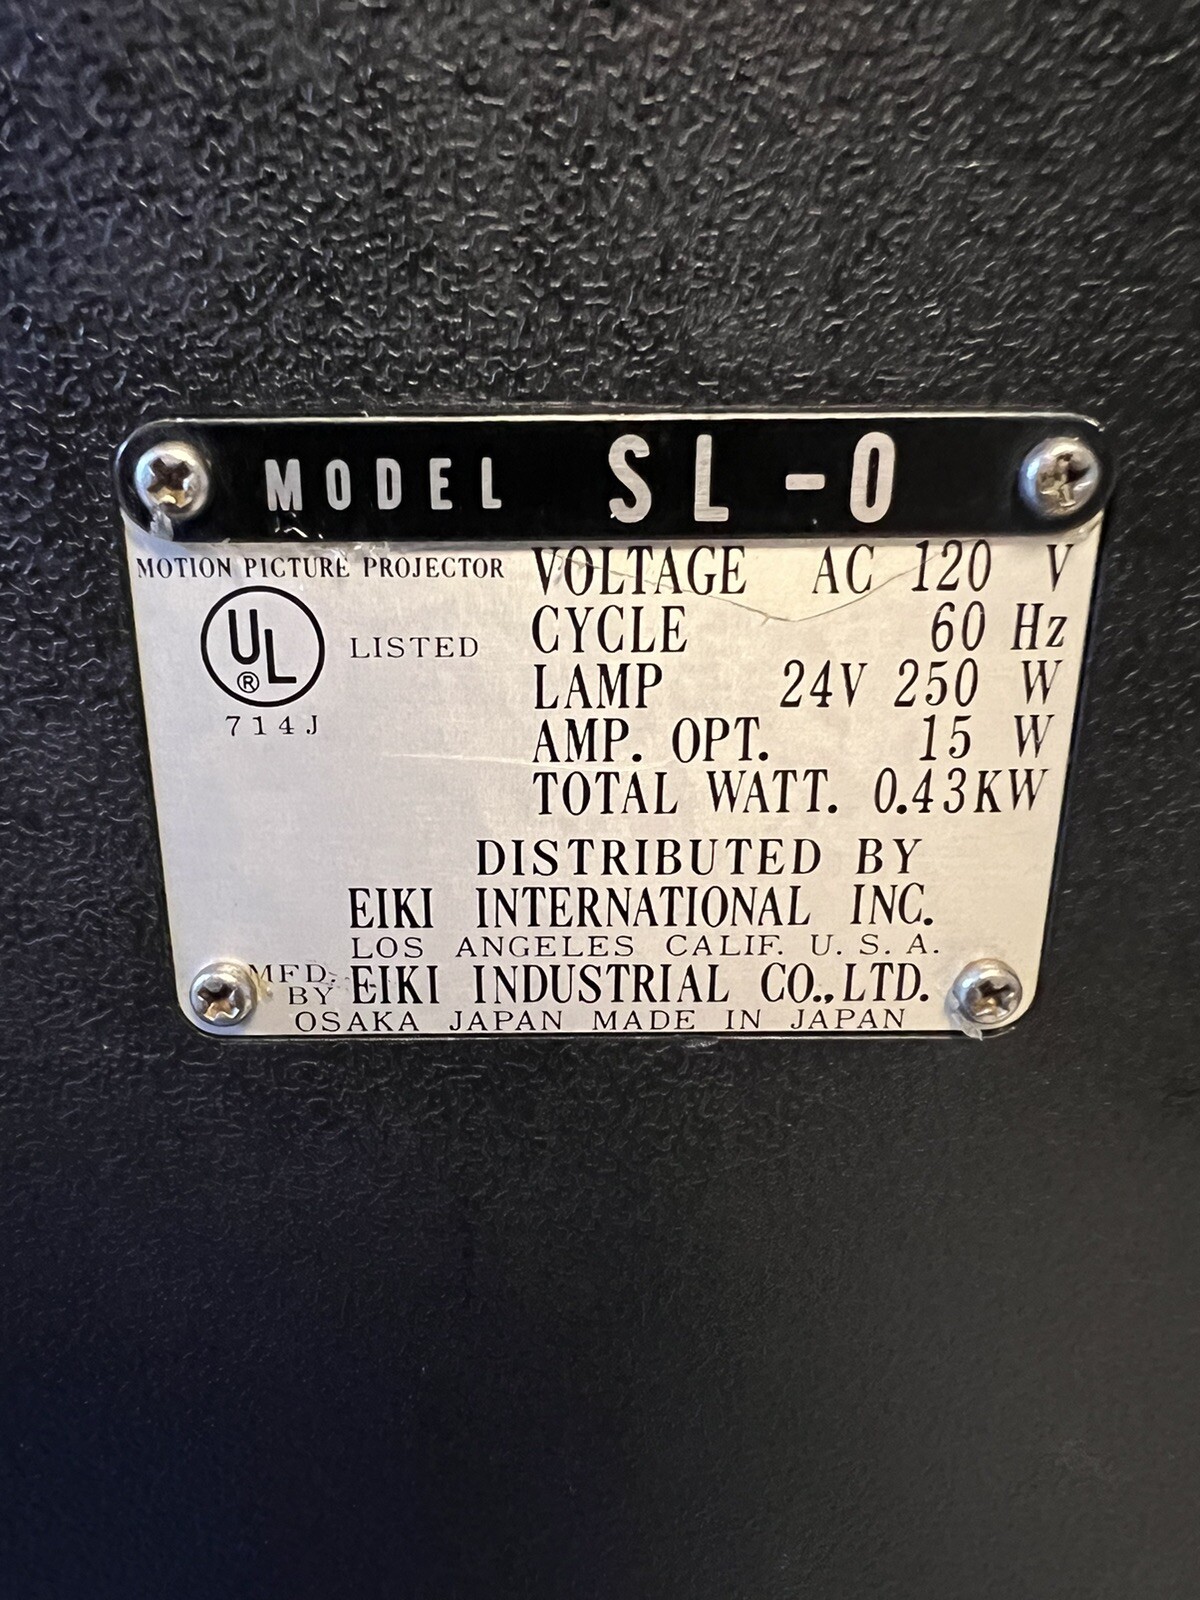 MODEL SL-0
MOTION PICTURE PROJECTOR
UL
®
LISTED
714J
VOLTAGE AC 120 V
CYCLE 60 Hz
LAMP 24V 250 W
AMP. OPT. 15 W
TOTAL WATT. 0.43KW
DISTRIBUTED BY
EIKI INTERNATIONAL INC.
LOS ANGELES CALIF. U. S. A.
MFD. BY EIKI INDUSTRIAL CO.,LTD.
OSAKA JAPAN MADE IN JAPAN